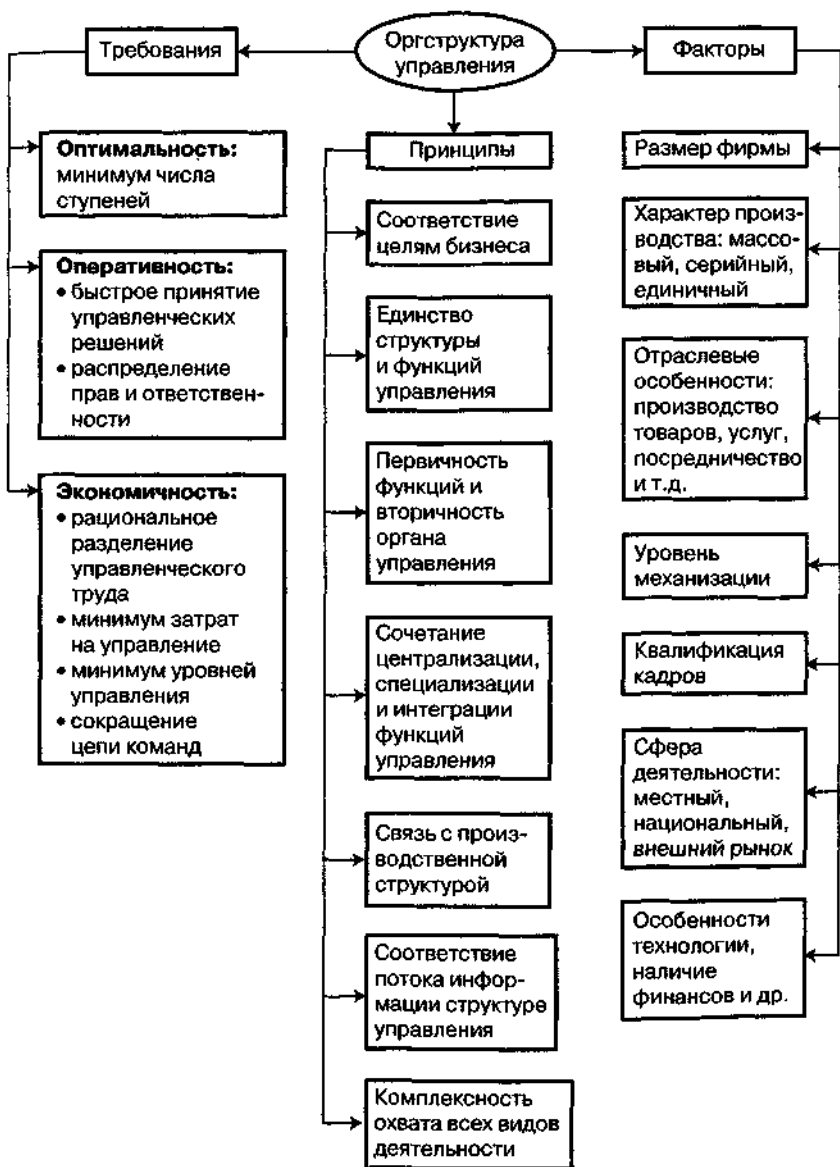 Оргструктура
управления
Требования
Оптимальность:
минимум числа
ступеней
Оперативность:
• быстрое принятие
управленческих
решений
• распределение
прав и ответствен-
ности
Экономичность:
• рациональное
разделение
управленческого
труда
• минимум затрат
на управление
• минимум уровней
управления
• сокращение
цепи команд
Принципы
Соответствие
целям бизнеса
Единство
структуры
и функций
управления
Первичность
функций и
вторичность
органа
управления
Сочетание
централизации,
специализации
и интеграции
функций
управления
Связь с произ-
водственной
структурой
Соответствие
потока инфор-
мации структуре
управления
Комплексность
охвата всех видов
деятельности
Факторы
Размер фирмы
Характер произ-
водства: массо-
вый, серийный,
единичный
Отраслевые
особенности:
производство
товаров, услуг,
посредничество
и т.д.
Уровень
механизации
Квалификация
кадров
Сфера
деятельности:
местный,
национальный,
внешний рынок
Особенности
технологии,
наличие
финансов и др.